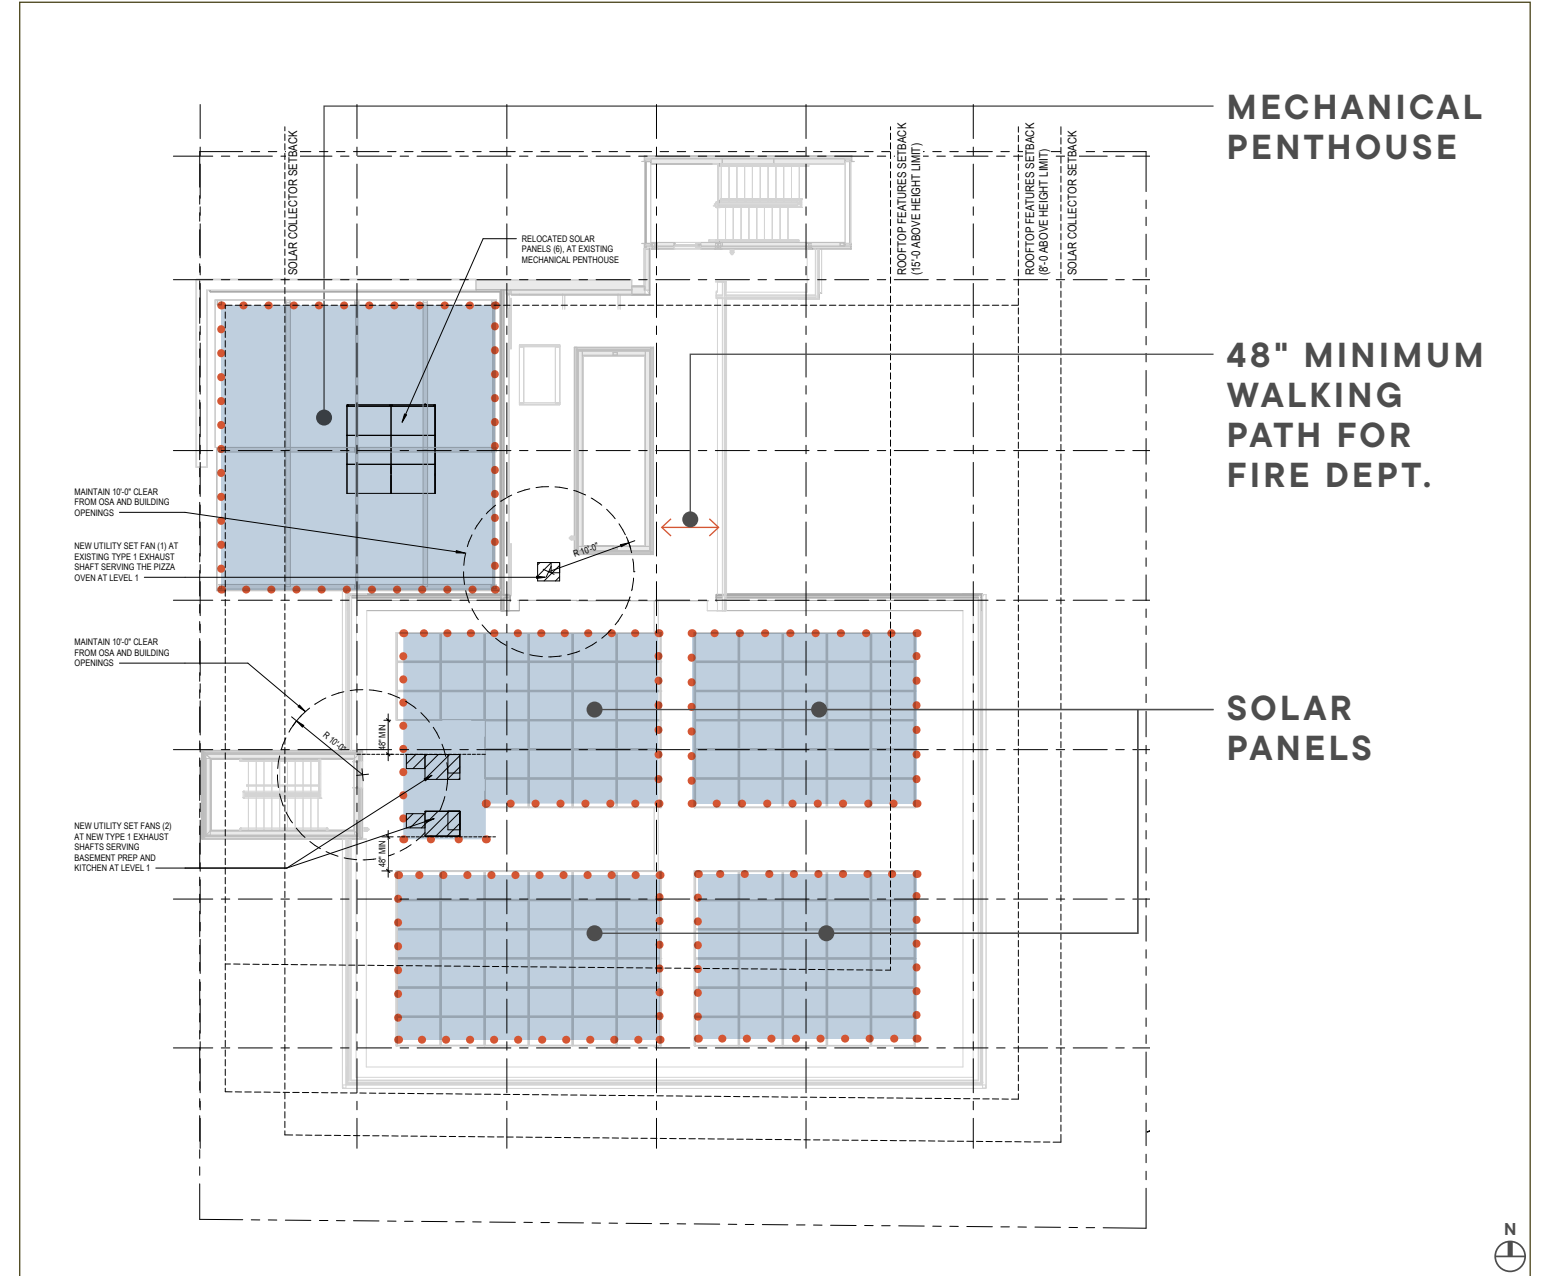 MECHANICAL
PENTHOUSE
SOLAR COLLECTOR SETBACK
ROOFTOP FEATURES SETBACK
(15'-0 ABOVE HEIGHT LIMIT)
ROOFTOP FEATURES SETBACK
(8'-0 ABOVE HEIGHT LIMIT)
SOLAR COLLECTOR SETBACK
RELOCATED SOLAR
PANELS (6), AT EXISTING
MECHANICAL PENTHOUSE
48" MINIMUM
WALKING
PATH FOR
FIRE DEPT.
MAINTAIN 10'-0" CLEAR
FROM OSA AND BUILDING
OPENINGS
NEW UTILITY SET FAN (1) AT
EXISTING TYPE 1 EXHAUST
SHAFT SERVING THE PIZZA
OVEN AT LEVEL 1
R 10'-0"
MAINTAIN 10'-0" CLEAR
FROM OSA AND BUILDING
OPENINGS
R 10'-0"
48" MIN
SOLAR
PANELS
NEW UTILITY SET FANS (2)
AT NEW TYPE 1 EXHAUST
SHAFTS SERVING
BASEMENT PREP AND
KITCHEN AT LEVEL 1
48" MIN
N